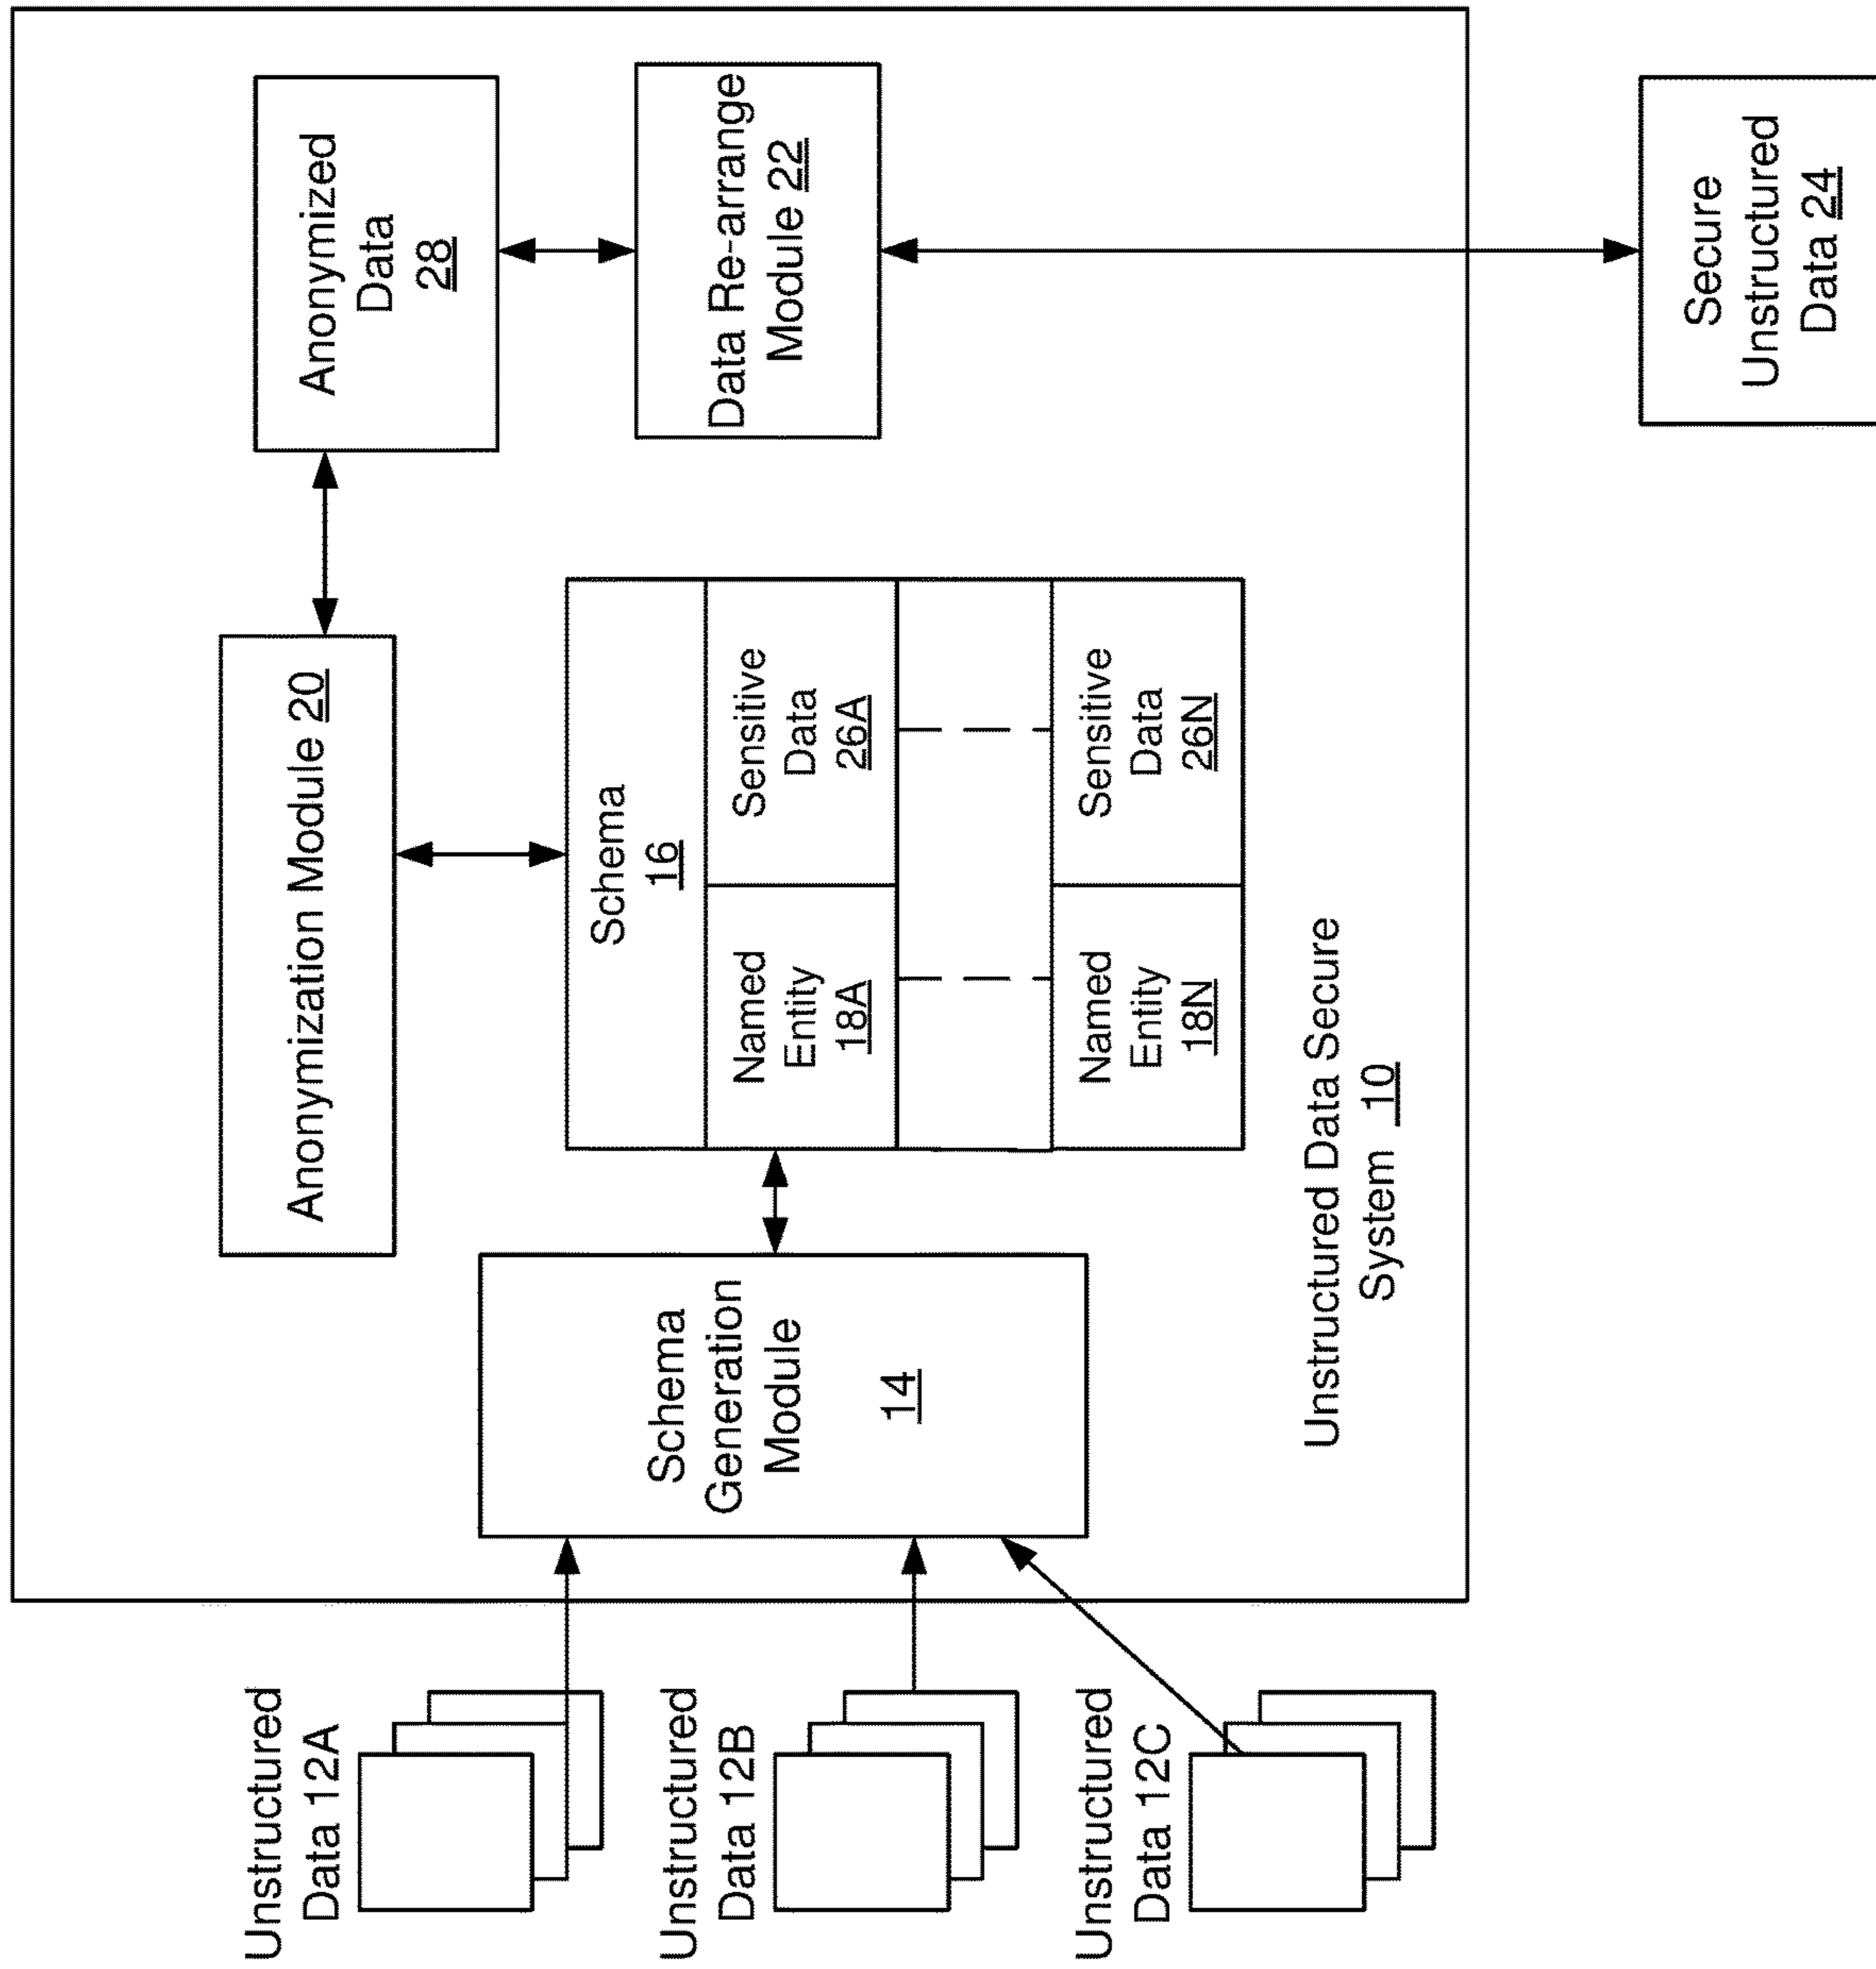 Unstructured
Data 12A
Unstructured
Data 12B
Unstructured
Data 12C
Schema
Generation
Module
14
Anonymization Module 20
Schema
16
Named
Entity
18A
Sensitive
Data
26A
Named
Entity
18N
Sensitive
Data
26N
Anonymized
Data
28
Data Re-arrange
Module 22
Unstructured Data Secure
System 10
Secure
Unstructured
Data 24